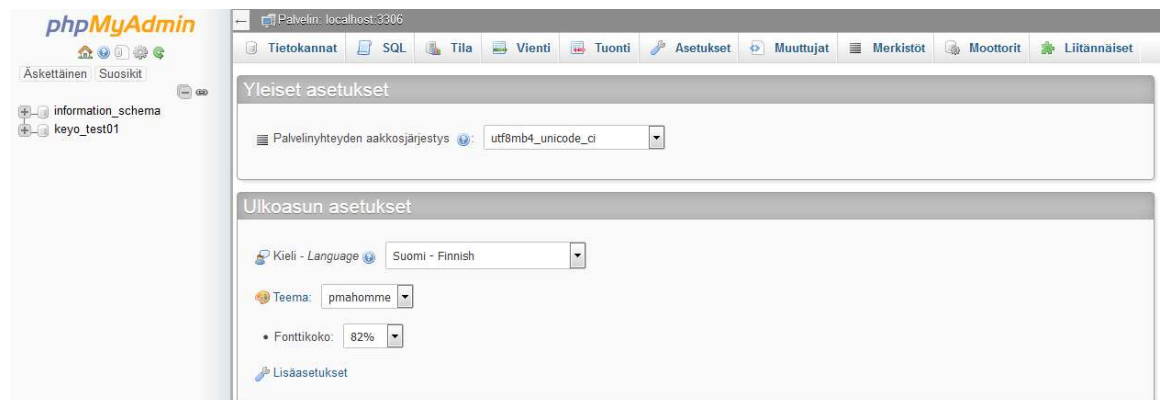 phpMyAdmin
Äskettäinen Suosikit
information_schema
keyo_test01
← Palvelin: localhost:3306
Tietokannat SQL Tila Vienti Tuonti Asetukset Muuttujat Merkistöt Moottorit Liitännäiset
Yleiset asetukset
Palvelinyhteyden aakkosjärjestys : utf8mb4_unicode_ci
Ulkoasun asetukset
Kieli - Language Suomi - Finnish
Teema: pmahomme
• Fonttikoko: 82%
Lisäasetukset